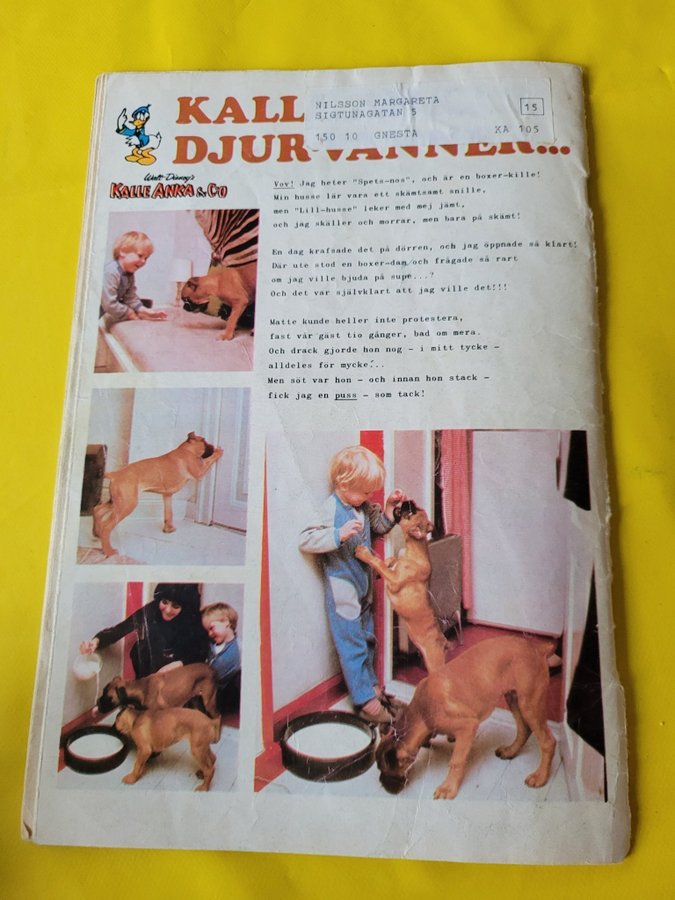 KALL
DJUR-VÄNNER...
NILSSON MARGARETA
SIGTUNAGATAN 5
15
150 10 GNESTA XA 105
Walt Disney's
KALLE ANKA & CO
Vov! Jag heter "Spets-nos", och är en boxer-kille!
Min husse lär vara ett skämtsamt snille,
men "Lill-husse" leker med mej jämt,
och jag skäller och morrar, men bara på skämt!
En dag krafsade det på dörren, och jag öppnade så klart!
Där ute stod en boxer-dam och frågade så rart
om jag ville bjuda på supé...?
Och det var självklart att jag ville det!!!
Matte kunde heller inte protestera,
fast vår gäst tio gånger, bad om mera.
Och drack gjorde hon nog - i mitt tycke -
alldeles för mycke'..
Men söt var hon - och innan hon stack -
fick jag en puss - som tack!